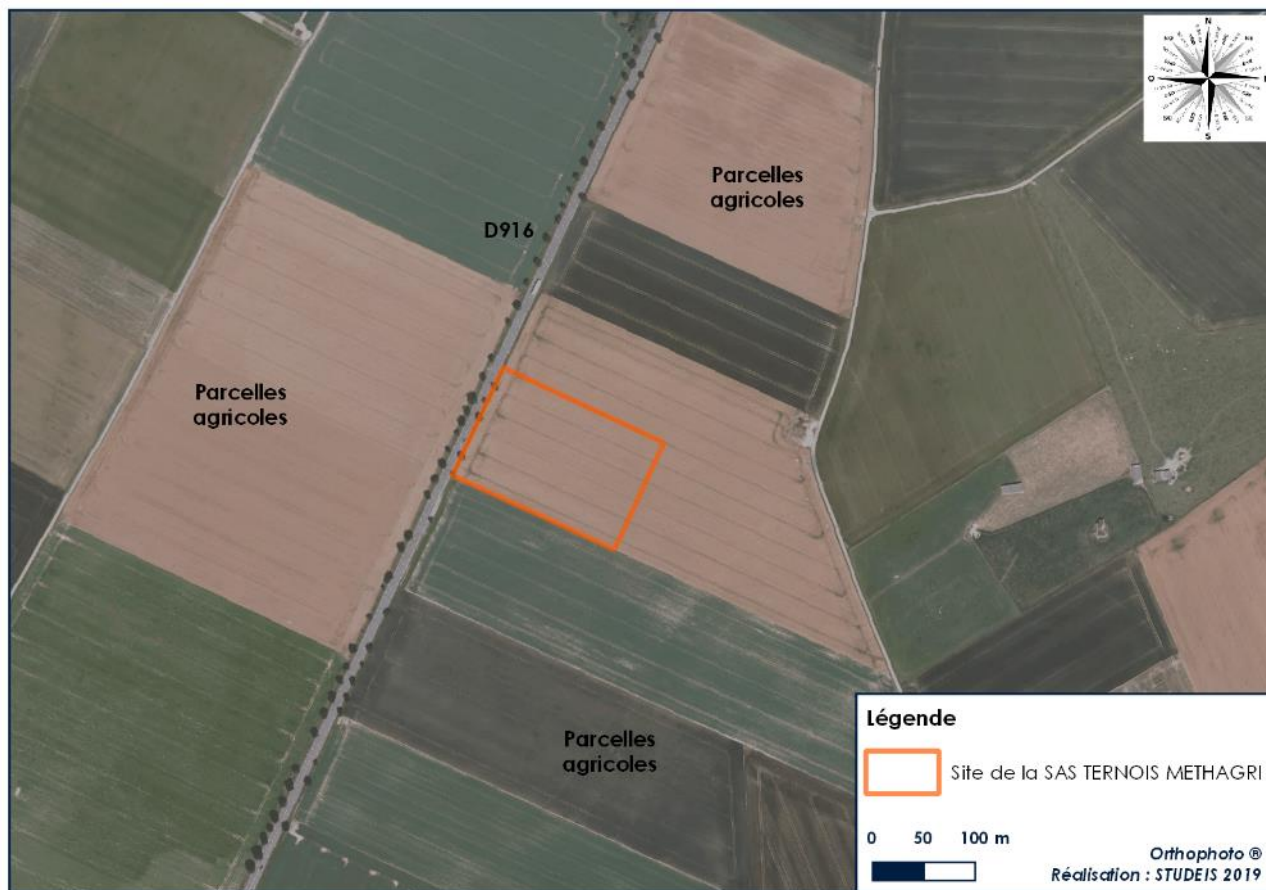 N
O
S
Parcelles
agricoles
D916
Parcelles
agricoles
Parcelles
agricoles
Légende
Site de la SAS TERNOIS METHAGRI
0 50 100 m
Orthophoto ®
Réalisation : STUDEIS 2019